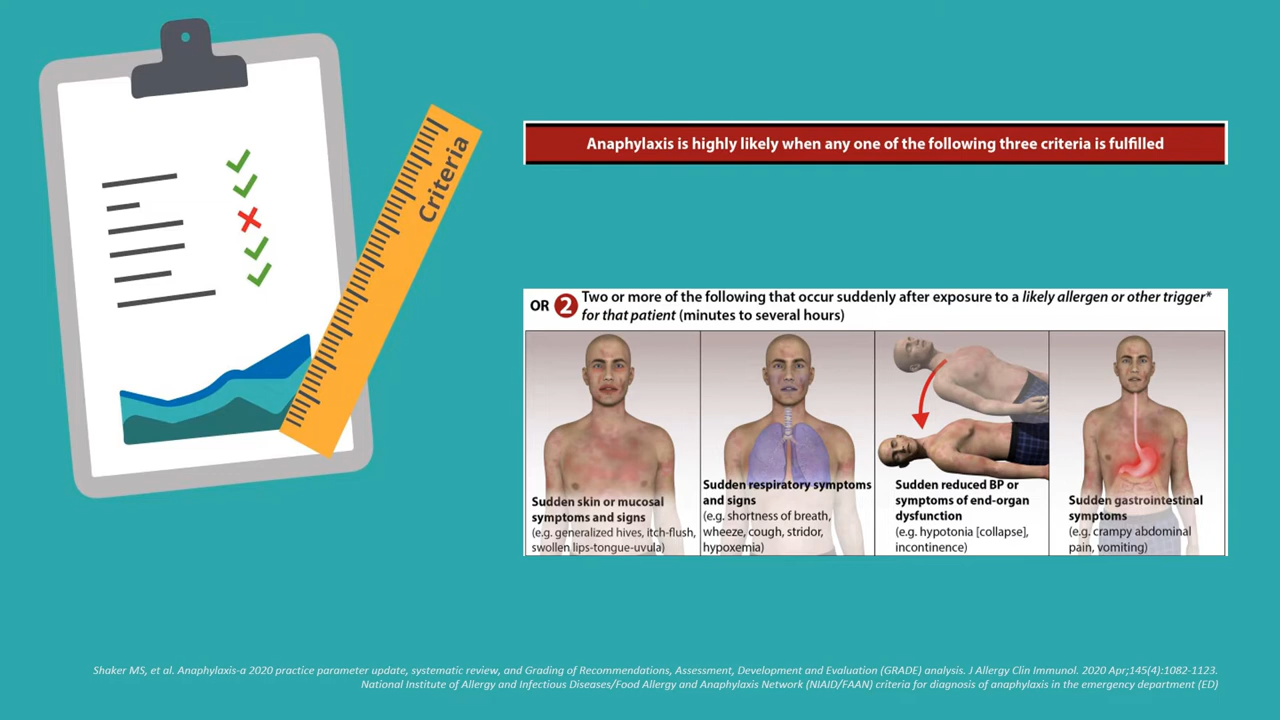 Criteria
Anaphylaxis is highly likely when any one of the following three criteria is fulfilled
OR 2 Two or more of the following that occur suddenly after exposure to a likely allergen or other trigger*
for that patient (minutes to several hours)
Sudden skin or mucosal
symptoms and signs
(e.g. generalized hives, itch-flush,
swollen lips-tongue-uvula)
Sudden respiratory symptoms
and signs
(e.g. shortness of breath,
wheeze, cough, stridor,
hypoxemia)
Sudden reduced BP or
symptoms of end-organ
dysfunction
(e.g. hypotonia [collapse],
incontinence)
Sudden gastrointestinal
symptoms
(e.g. crampy abdominal
pain, vomiting)
Shaker MS, et al. Anaphylaxis-a 2020 practice parameter update, systematic review, and Grading of Recommendations, Assessment, Development and Evaluation (GRADE) analysis. J Allergy Clin Immunol. 2020 Apr;145(4):1082-1123.
National Institute of Allergy and Infectious Diseases/Food Allergy and Anaphylaxis Network (NIAID/FAAN) criteria for diagnosis of anaphylaxis in the emergency department (ED)